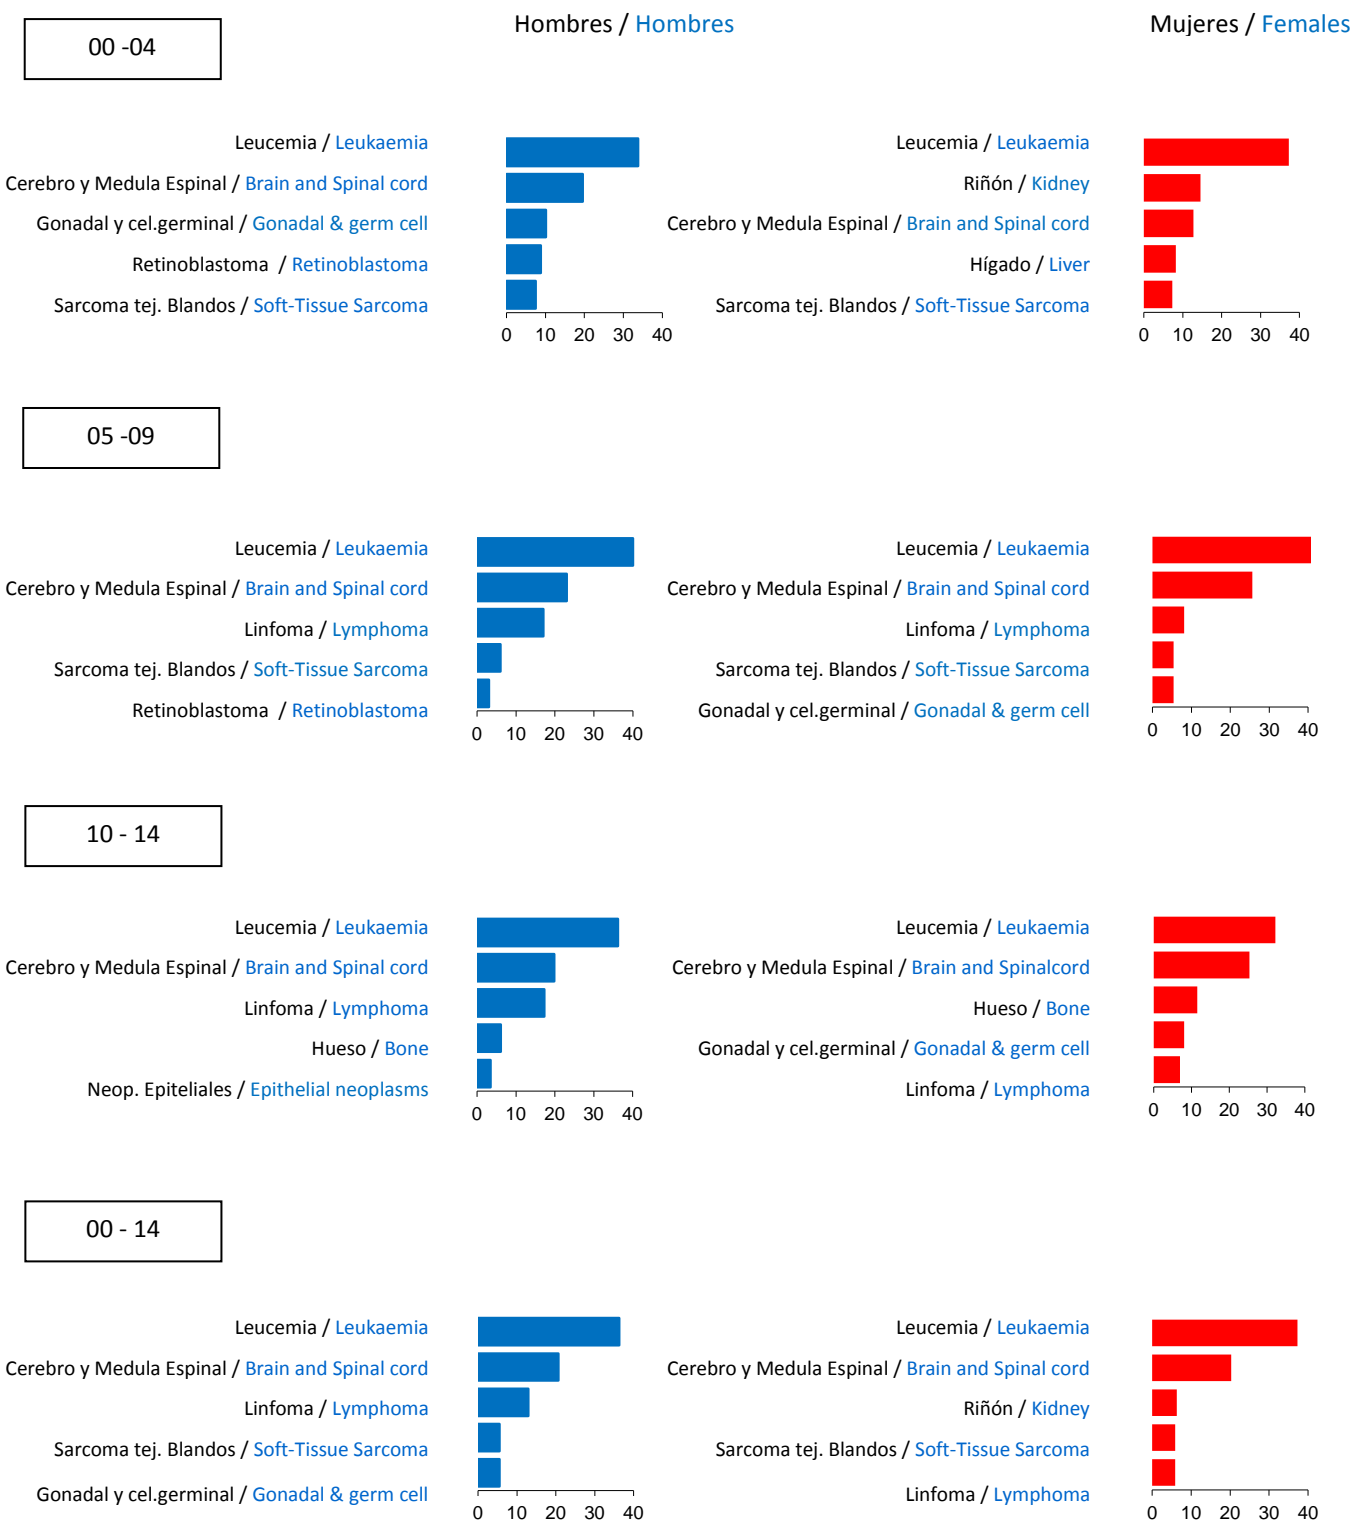 Hombres / Hombres
Mujeres / Females
00 -04
Leucemia / Leukaemia
Cerebro y Medula Espinal / Brain and Spinal cord
Gonadal y cel.germinal / Gonadal & germ cell
Retinoblastoma / Retinoblastoma
Sarcoma tej. Blandos / Soft-Tissue Sarcoma
0 10 20 30 40
Leucemia / Leukaemia
Riñón / Kidney
Cerebro y Medula Espinal / Brain and Spinal cord
Hígado / Liver
Sarcoma tej. Blandos / Soft-Tissue Sarcoma
0 10 20 30 40
05 -09
Leucemia / Leukaemia
Cerebro y Medula Espinal / Brain and Spinal cord
Linfoma / Lymphoma
Sarcoma tej. Blandos / Soft-Tissue Sarcoma
Retinoblastoma / Retinoblastoma
0 10 20 30 40
Leucemia / Leukaemia
Cerebro y Medula Espinal / Brain and Spinal cord
Linfoma / Lymphoma
Sarcoma tej. Blandos / Soft-Tissue Sarcoma
Gonadal y cel.germinal / Gonadal & germ cell
0 10 20 30 40
10 - 14
Leucemia / Leukaemia
Cerebro y Medula Espinal / Brain and Spinal cord
Linfoma / Lymphoma
Hueso / Bone
Neop. Epiteliales / Epithelial neoplasms
0 10 20 30 40
Leucemia / Leukaemia
Cerebro y Medula Espinal / Brain and Spinalcord
Hueso / Bone
Gonadal y cel.germinal / Gonadal & germ cell
Linfoma / Lymphoma
0 10 20 30 40
00 - 14
Leucemia / Leukaemia
Cerebro y Medula Espinal / Brain and Spinal cord
Linfoma / Lymphoma
Sarcoma tej. Blandos / Soft-Tissue Sarcoma
Gonadal y cel.germinal / Gonadal & germ cell
0 10 20 30 40
Leucemia / Leukaemia
Cerebro y Medula Espinal / Brain and Spinal cord
Riñón / Kidney
Sarcoma tej. Blandos / Soft-Tissue Sarcoma
Linfoma / Lymphoma
0 10 20 30 40